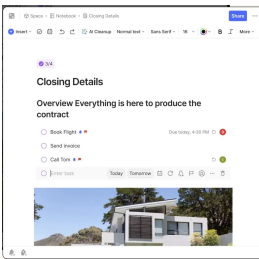 Space > Notebook > Closing Details
Share
Insert
AI Cleanup Normal text Sans Serif 16 B I More
3/4
Closing Details
Overview Everything is here to produce the
contract
Book Flight Due today, 4:30 PM
Send invoice
Call Tom
Enter task Today Tomorrow